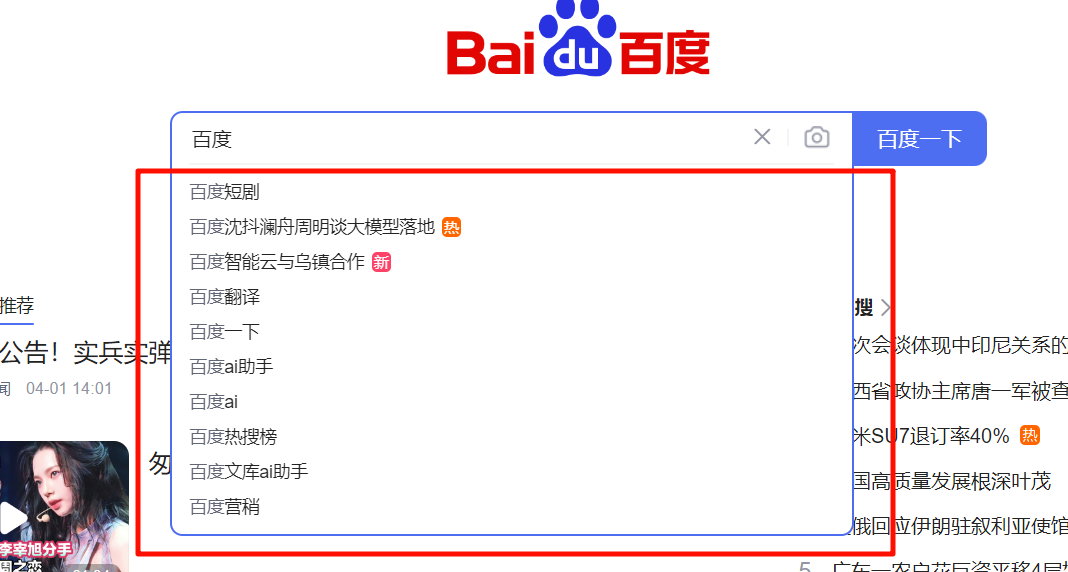 Bai du 百度
百度
百度一下
百度短剧
百度沈抖澜舟周明谈大模型落地 热
百度智能云与乌镇合作 新
百度翻译
百度一下
百度ai助手
百度ai
百度热搜榜
百度文库ai助手
百度营稍
推荐
公告！实兵实弹
闻 04-01 14:01
匆
李宰旭分手
周之恋
搜
次会谈体现中印尼关系的
西省政协主席唐一军被查
米SU7退订率40% 热
国高质量发展根深叶茂
俄回应伊朗驻叙利亚使馆
5 广东一农户花巨资平移4层